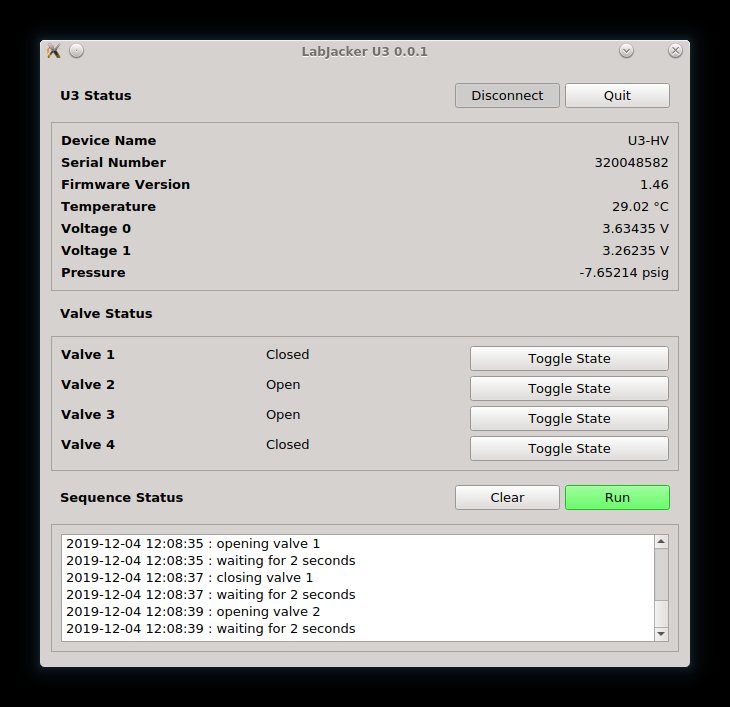 LabJacker U3 0.0.1
U3 Status Disconnect Quit
Device Name U3-HV
Serial Number 320048582
Firmware Version 1.46
Temperature 29.02 °C
Voltage 0 3.63435 V
Voltage 1 3.26235 V
Pressure -7.65214 psig
Valve Status
Valve 1 Closed Toggle State
Valve 2 Open Toggle State
Valve 3 Open Toggle State
Valve 4 Closed Toggle State
Sequence Status Clear Run
2019-12-04 12:08:35 : opening valve 1
2019-12-04 12:08:35 : waiting for 2 seconds
2019-12-04 12:08:37 : closing valve 1
2019-12-04 12:08:37 : waiting for 2 seconds
2019-12-04 12:08:39 : opening valve 2
2019-12-04 12:08:39 : waiting for 2 seconds